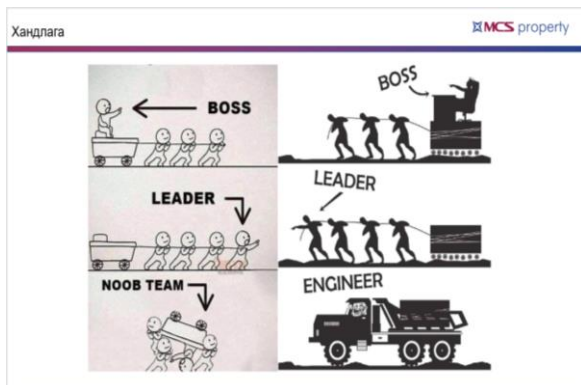 Хандлага
MCS property
BOSS
LEADER
NOOB TEAM
BOSS
LEADER
ENGINEER